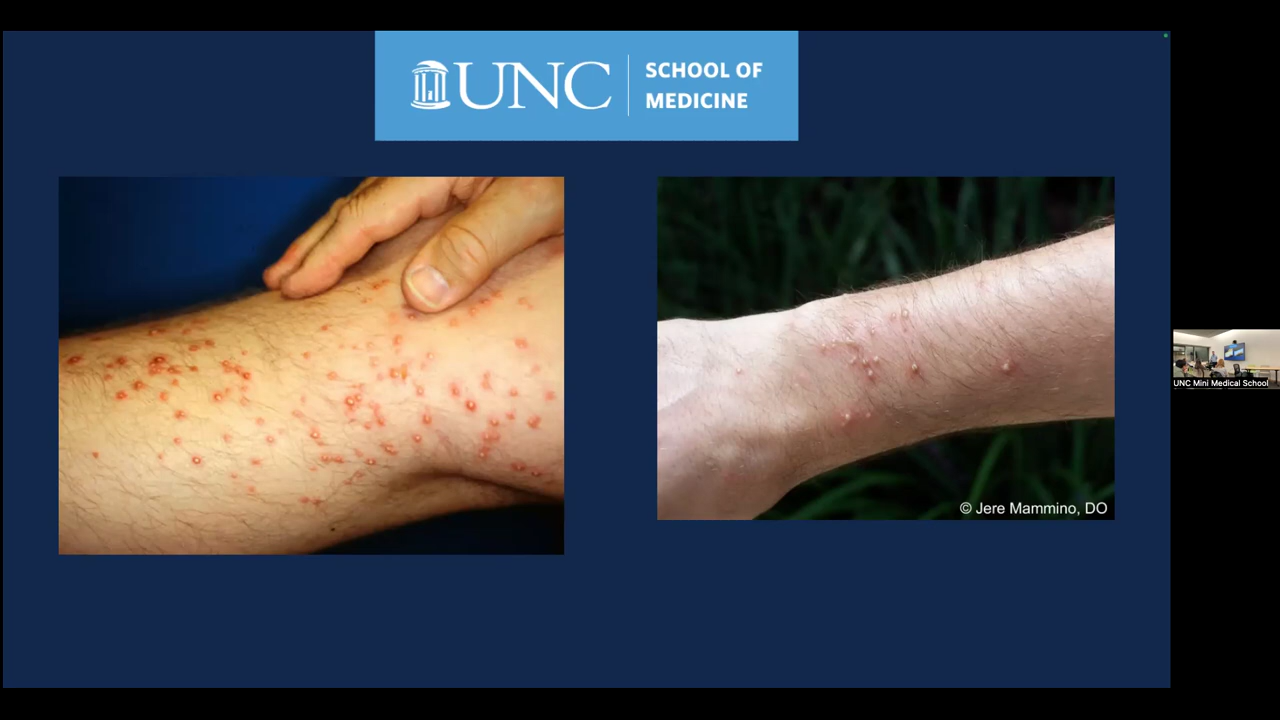 UNC SCHOOL OF
MEDICINE
© Jere Mammino, DO
UNC Mini Medical School